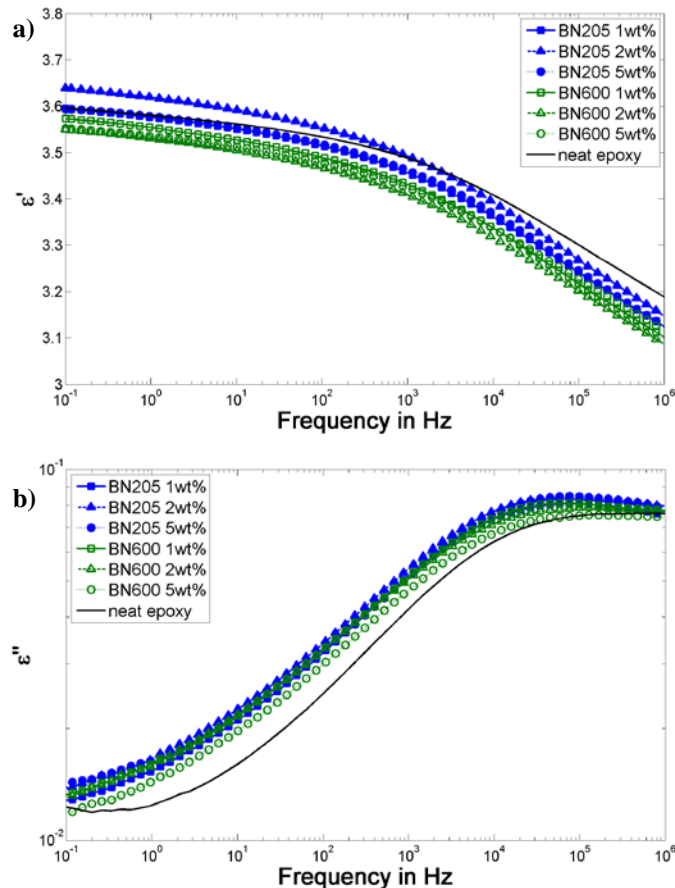 a)
3.8
3.7
3.6
3.5
3.4
3.3
3.2
3.1
3
ε'
BN205 1wt%
BN205 2wt%
BN205 5wt%
BN600 1wt%
BN600 2wt%
BN600 5wt%
neat epoxy
10⁻¹ 10⁰ 10¹ 10² 10³ 10⁴ 10⁵ 10⁶
Frequency in Hz
b)
10⁻¹
10⁻²
ε''
BN205 1wt%
BN205 2wt%
BN205 5wt%
BN600 1wt%
BN600 2wt%
BN600 5wt%
neat epoxy
10⁻¹ 10⁰ 10¹ 10² 10³ 10⁴ 10⁵ 10⁶
Frequency in Hz